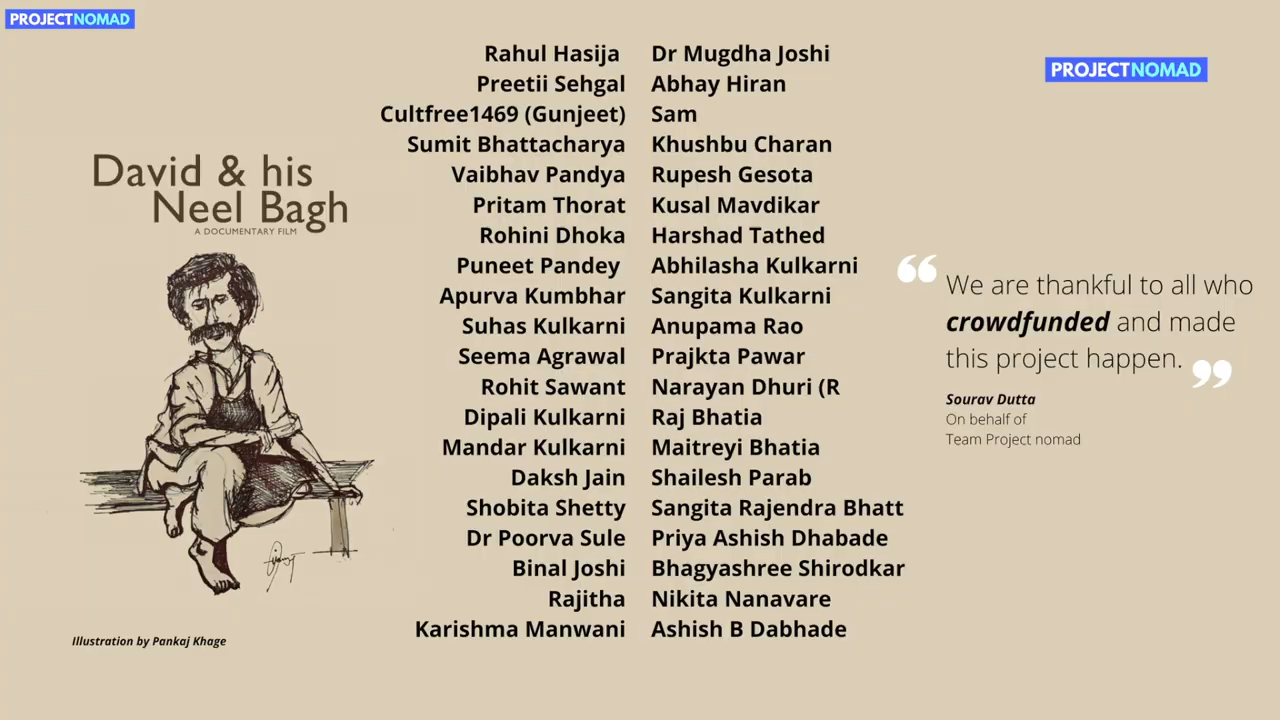 PROJECTNOMAD
PROJECTNOMAD
David & his
Neel Bagh
A DOCUMENTARY FILM
Illustration by Pankaj Khage
Rahul Hasija Dr Mugdha Joshi
Preetii Sehgal Abhay Hiran
Cultfree1469 (Gunjeet) Sam
Sumit Bhattacharya Khushbu Charan
Vaibhav Pandya Rupesh Gesota
Pritam Thorat Kusal Mavdikar
Rohini Dhoka Harshad Tathed
Puneet Pandey Abhilasha Kulkarni
Apurva Kumbhar Sangita Kulkarni
Suhas Kulkarni Anupama Rao
Seema Agrawal Prajkta Pawar
Rohit Sawant Narayan Dhuri (R
Dipali Kulkarni Raj Bhatia
Mandar Kulkarni Maitreyi Bhatia
Daksh Jain Shailesh Parab
Shobita Shetty Sangita Rajendra Bhatt
Dr Poorva Sule Priya Ashish Dhabade
Binal Joshi Bhagyashree Shirodkar
Rajitha Nikita Nanavare
Karishma Manwani Ashish B Dabhade
“We are thankful to all who
crowdfunded and made
this project happen.”
Sourav Dutta
On behalf of
Team Project nomad